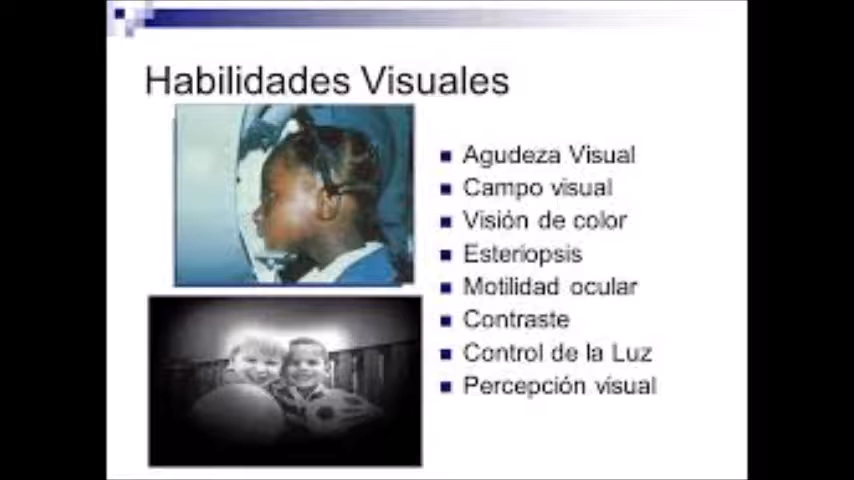 Habilidades Visuales
Agudeza Visual
Campo visual
Visión de color
Esteriopsis
Motilidad ocular
Contraste
Control de la Luz
Percepción visual